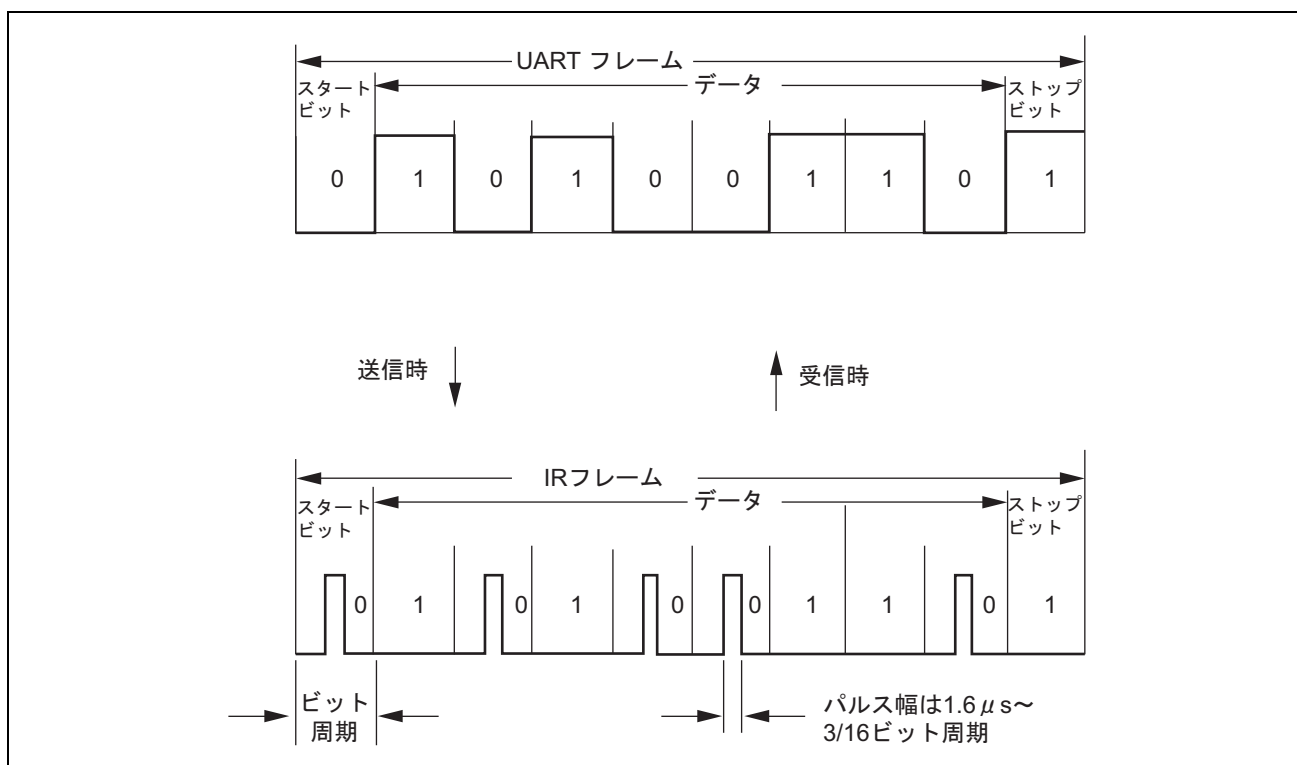 UART フレーム
スタート
ビット
データ
ストップ
ビット
0 1 0 1 0 0 1 1 0 1
送信時
受信時
IRフレーム
スタート
ビット
データ
ストップ
ビット
0 1 0 1 0 0 1 1 0 1
ビット
周期
パルス幅は1.6μs～
3/16ビット周期